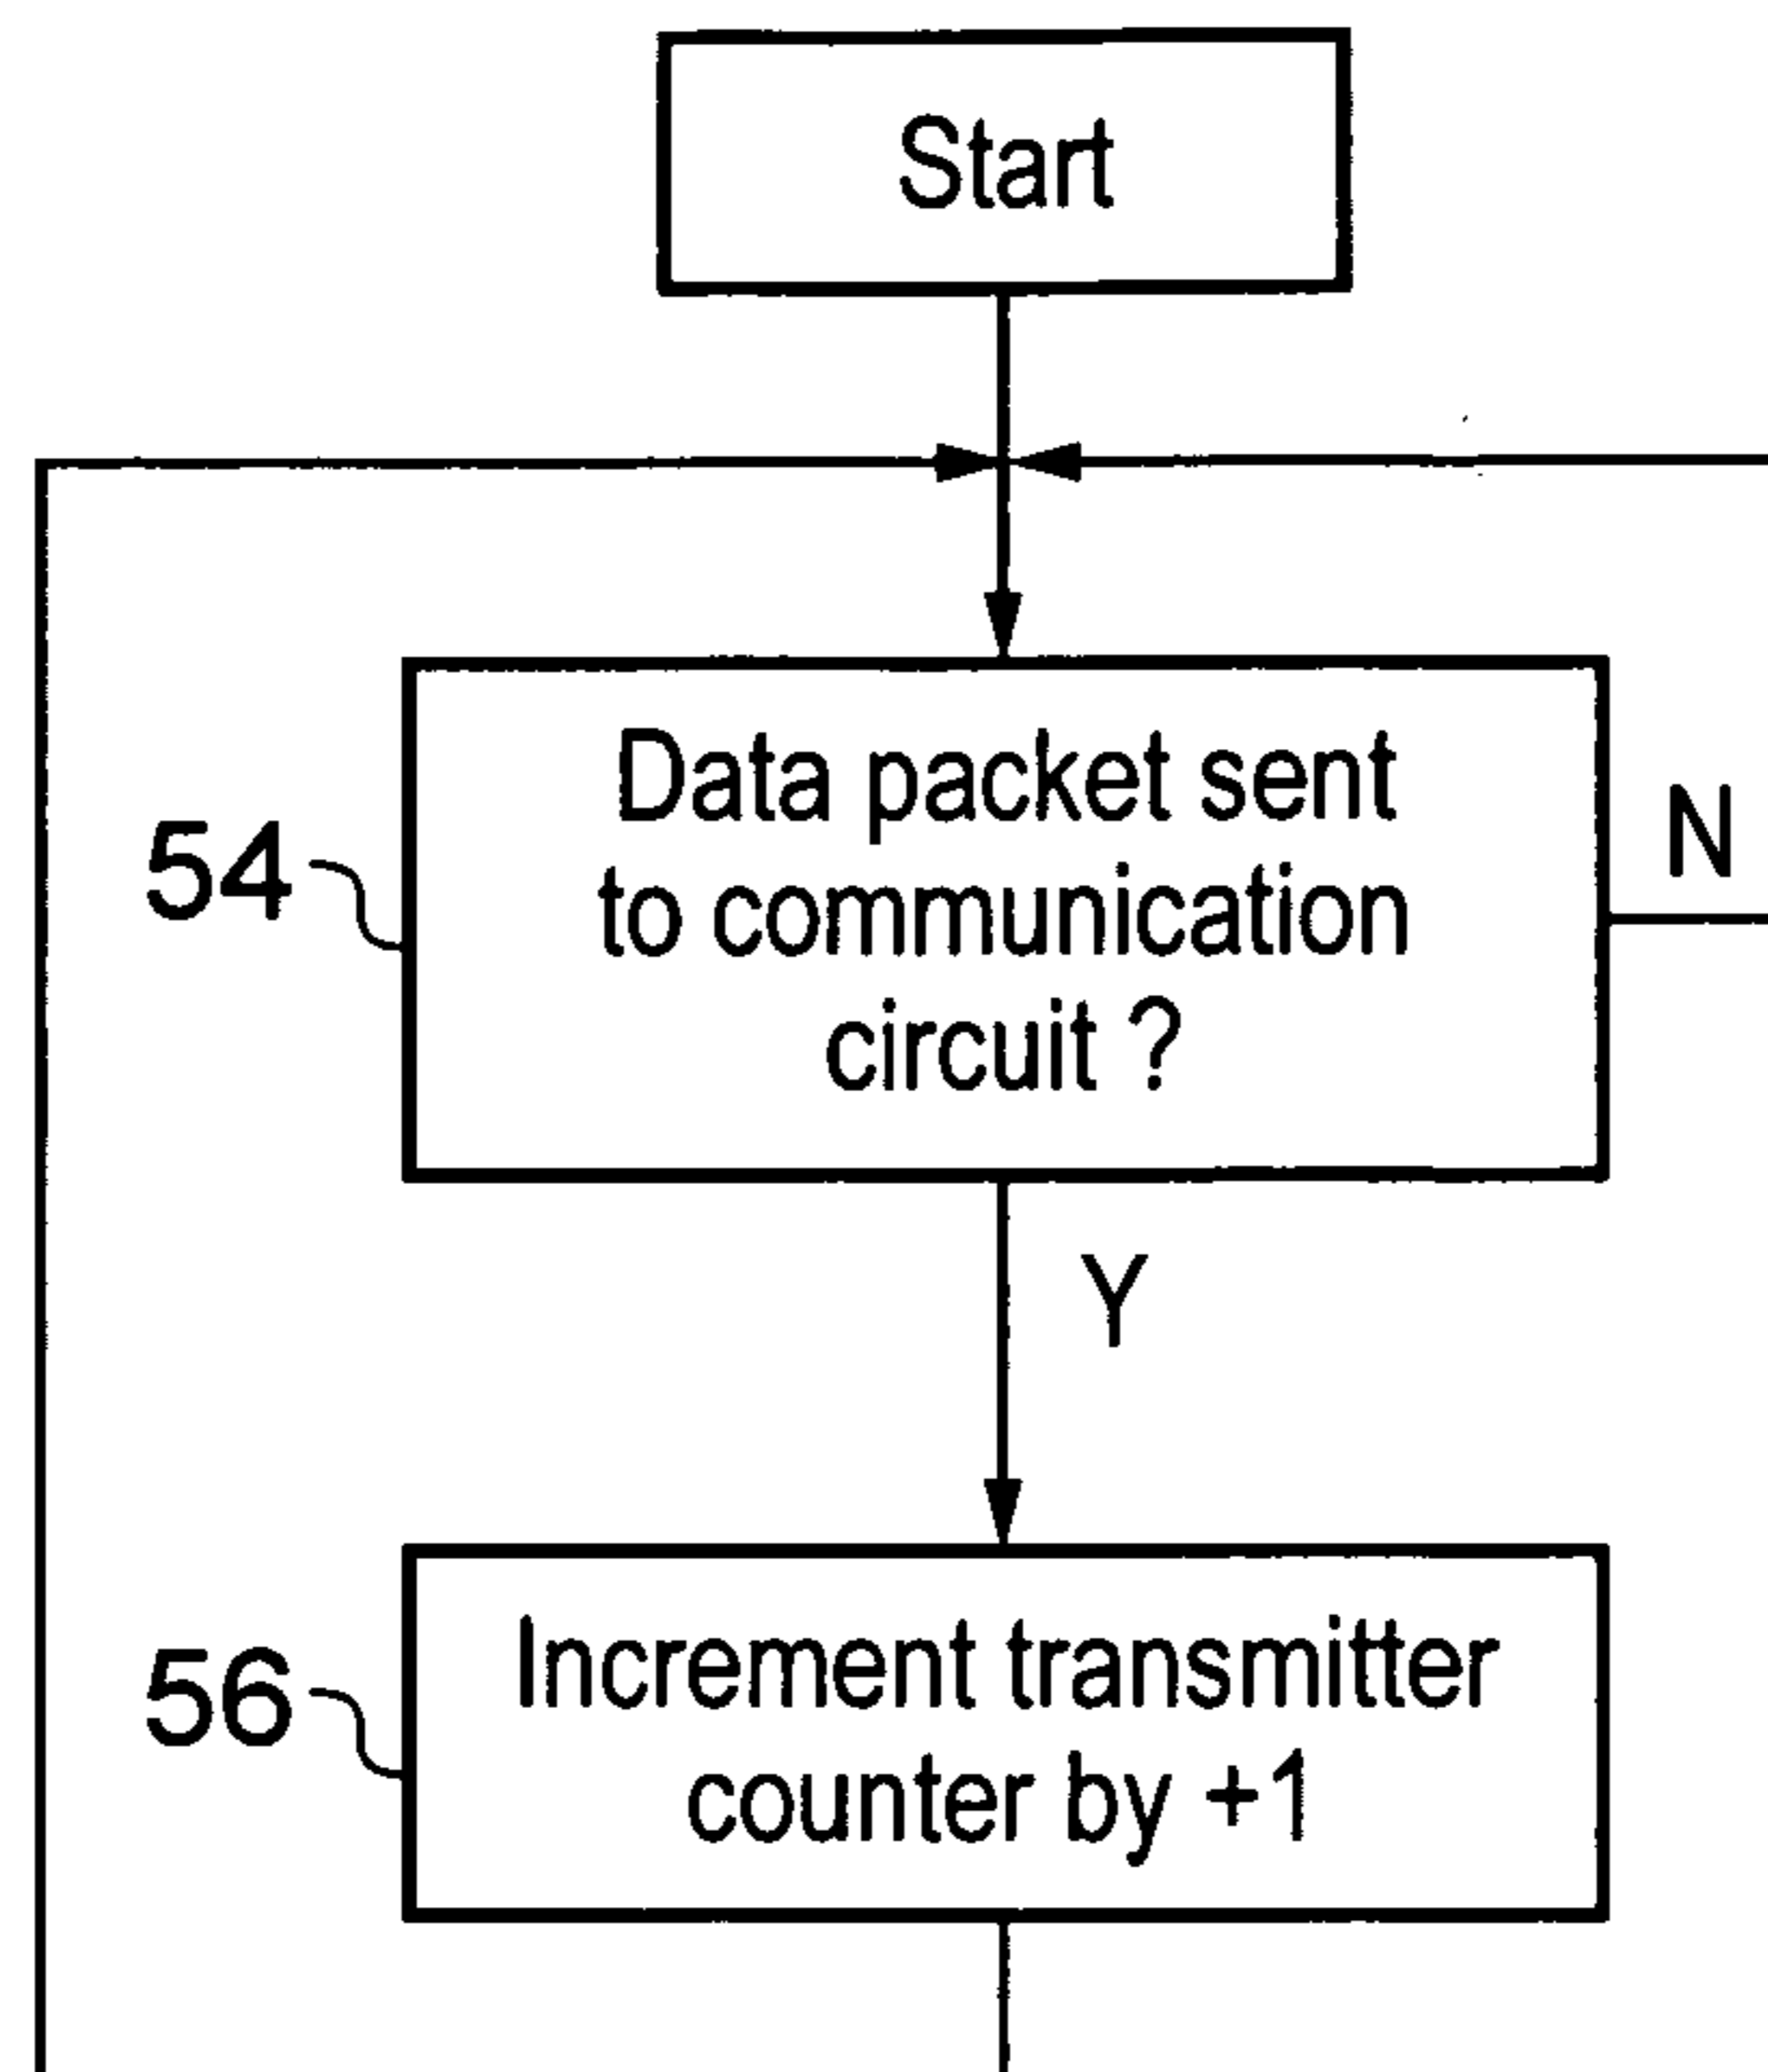 Start
Data packet sent
to communication
circuit ?
54
N
Y
Increment transmitter
counter by +1
56